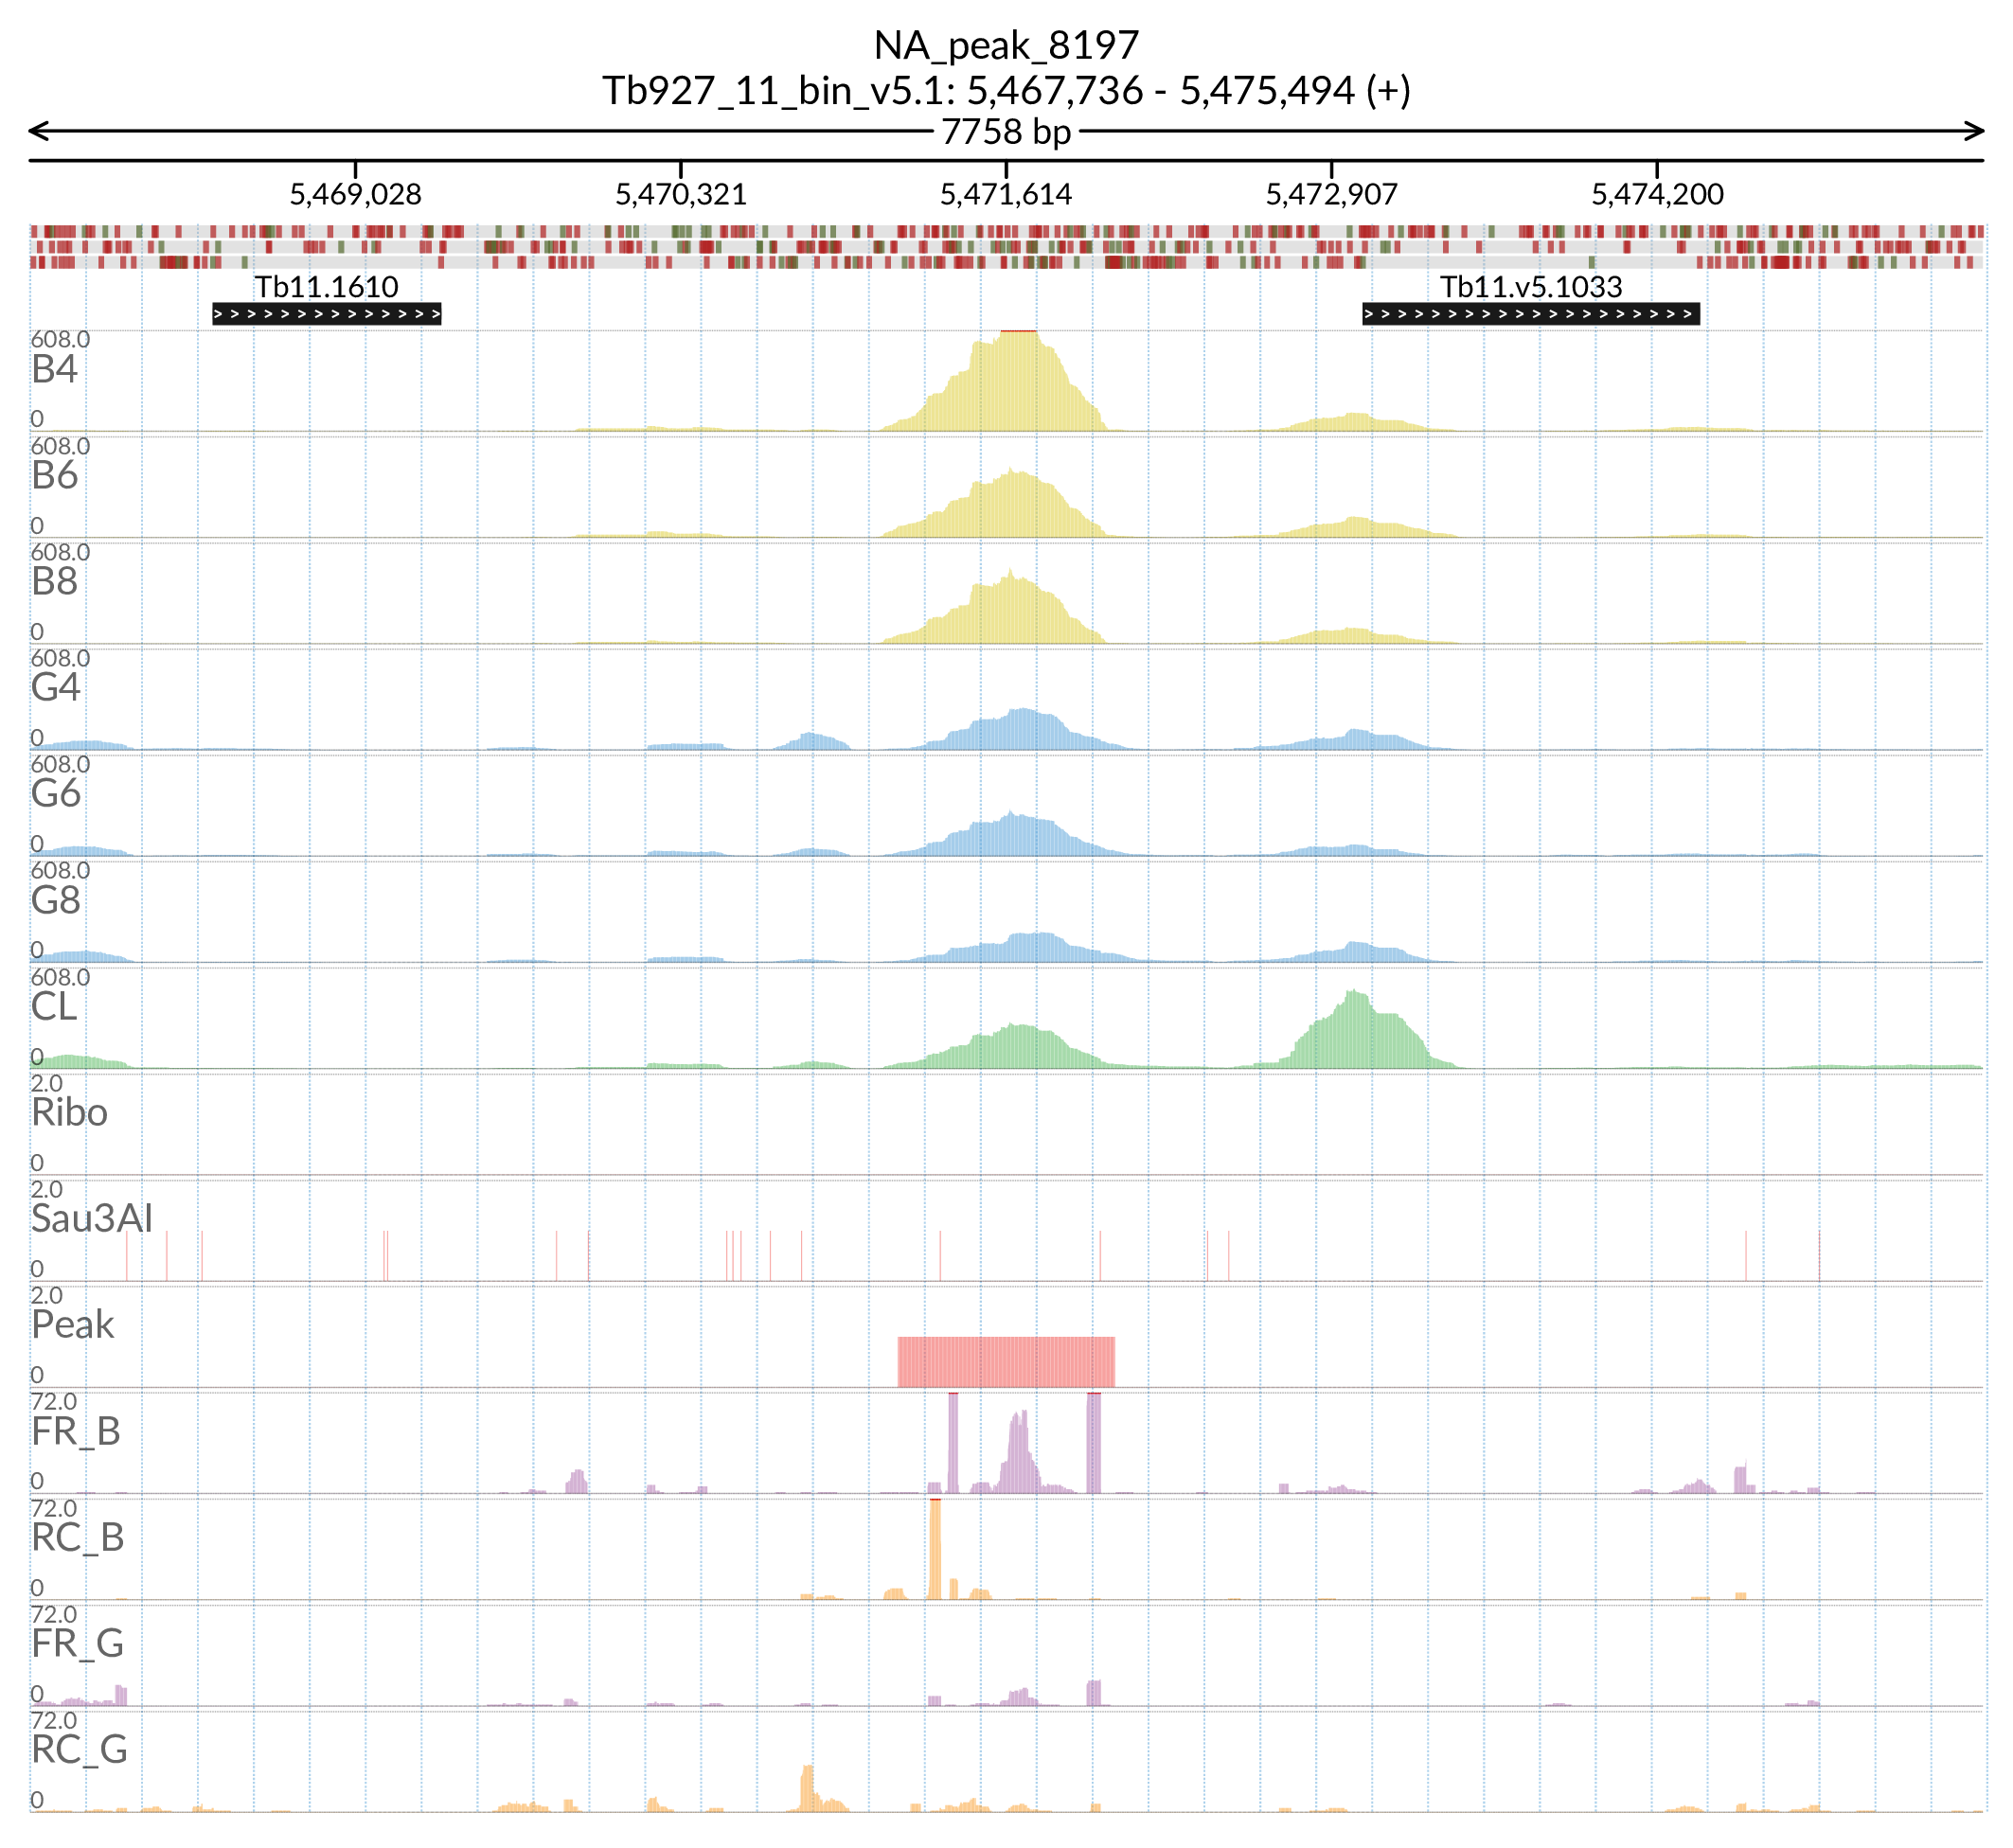 NA_peak_8197
Tb927_11_bin_v5.1: 5,467,736 - 5,475,494 (+)
7758 bp
5,469,028 5,470,321 5,471,614 5,472,907 5,474,200
Tb11.1610 Tb11.v5.1033
608.0
B4
0
608.0
B6
0
608.0
B8
0
608.0
G4
0
608.0
G6
0
608.0
G8
0
608.0
CL
0
2.0
Ribo
0
2.0
Sau3AI
0
2.0
Peak
0
72.0
FR_B
0
72.0
RC_B
0
72.0
FR_G
0
72.0
RC_G
0